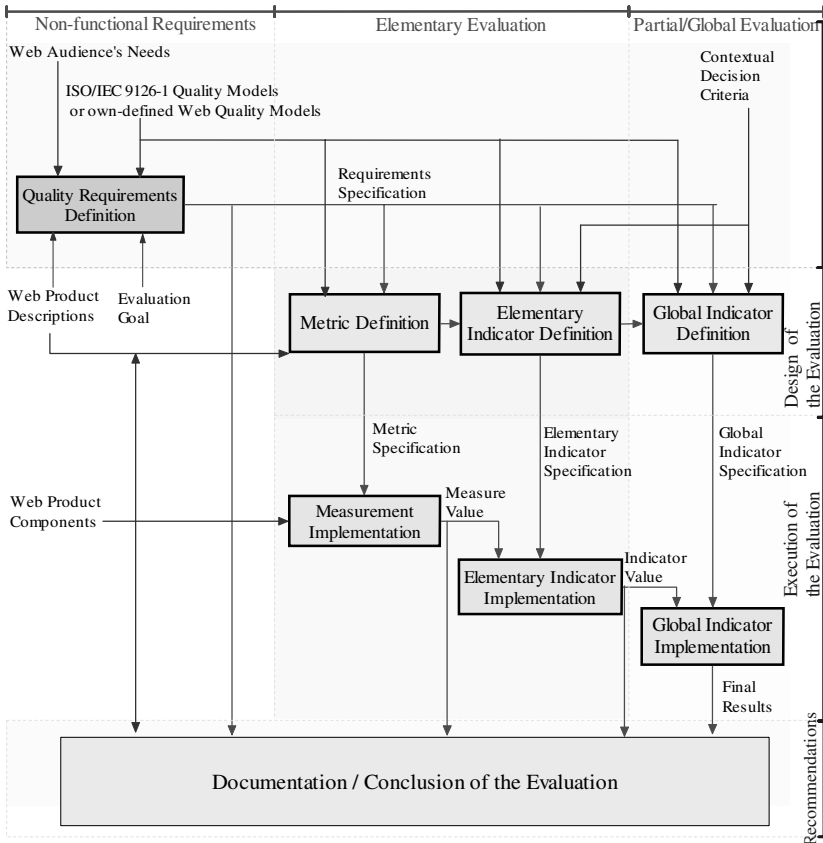 Non-functional Requirements
Elementary Evaluation
Partial/Global Evaluation
Web Audience's Needs
ISO/IEC 9126-1 Quality Models
or own-defined Web Quality Models
Contextual
Decision
Criteria
Quality Requirements
Definition
Requirements
Specification
Web Product
Descriptions
Evaluation
Goal
Metric Definition
Elementary
Indicator Definition
Global Indicator
Definition
Design of
the Evaluation
Metric
Specification
Elementary
Indicator
Specification
Global
Indicator
Specification
Web Product
Components
Measurement
Implementation
Measure
Value
Elementary Indicator
Implementation
Indicator
Value
Global Indicator
Implementation
Execution of
the Evaluation
Final
Results
Documentation / Conclusion of the Evaluation
Recommendations